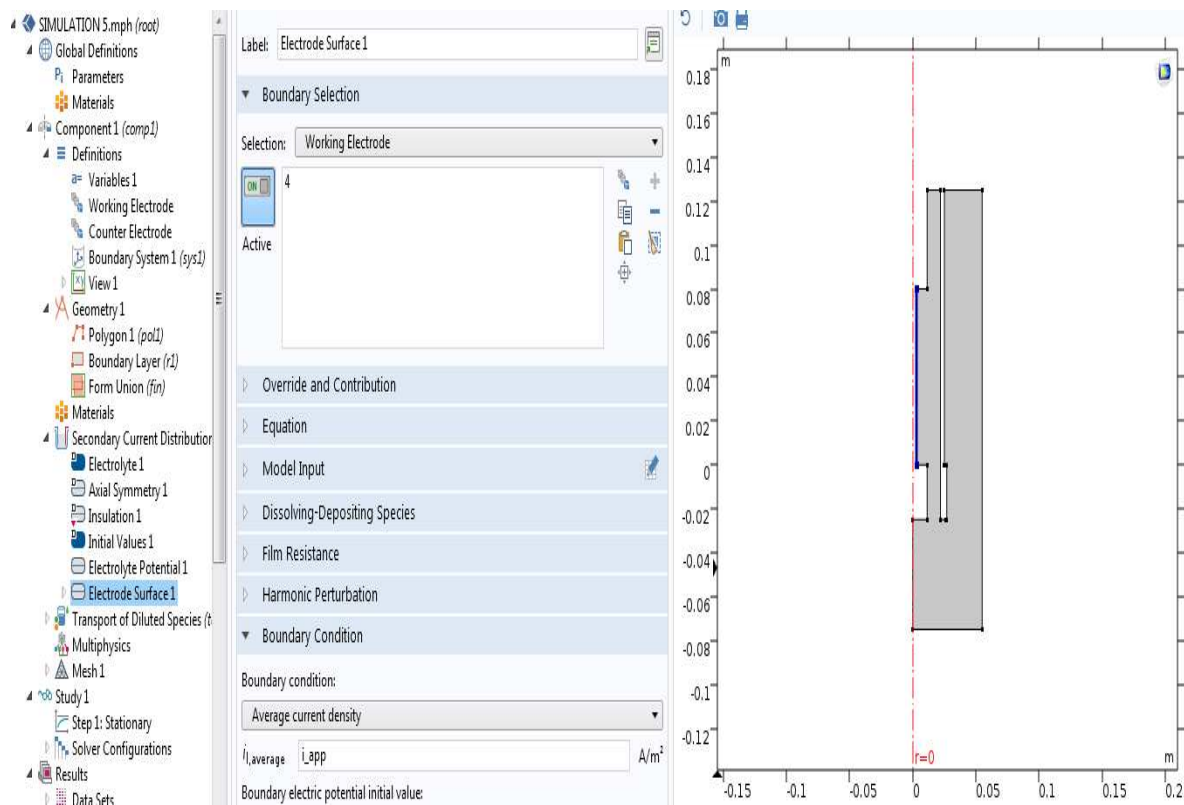 SIMULATION 5.mph (root)
Global Definitions
Pi Parameters
Materials
Component 1 (comp1)
Definitions
a= Variables 1
Working Electrode
Counter Electrode
Boundary System 1 (sys1)
View 1
Geometry 1
Polygon 1 (pol1)
Boundary Layer (r1)
Form Union (fin)
Materials
Secondary Current Distribution
Electrolyte 1
Axial Symmetry 1
Insulation 1
Initial Values 1
Electrolyte Potential 1
Electrode Surface 1
Transport of Diluted Species (t
Multiphysics
Mesh 1
Study 1
Step 1: Stationary
Solver Configurations
Results
Data Sets
Label: Electrode Surface 1
Boundary Selection
Selection: Working Electrode
ON
4
Active
Override and Contribution
Equation
Model Input
Dissolving-Depositing Species
Film Resistance
Harmonic Perturbation
Boundary Condition
Boundary condition:
Average current density
il,average i_app A/m²
Boundary electric potential initial value:
m
0.18
0.16
0.14
0.12
0.1
0.08
0.06
0.04
0.02
0
-0.02
-0.04
-0.06
-0.08
-0.1
-0.12
r=0
m
-0.15 -0.1 -0.05 0 0.05 0.1 0.15 0.2